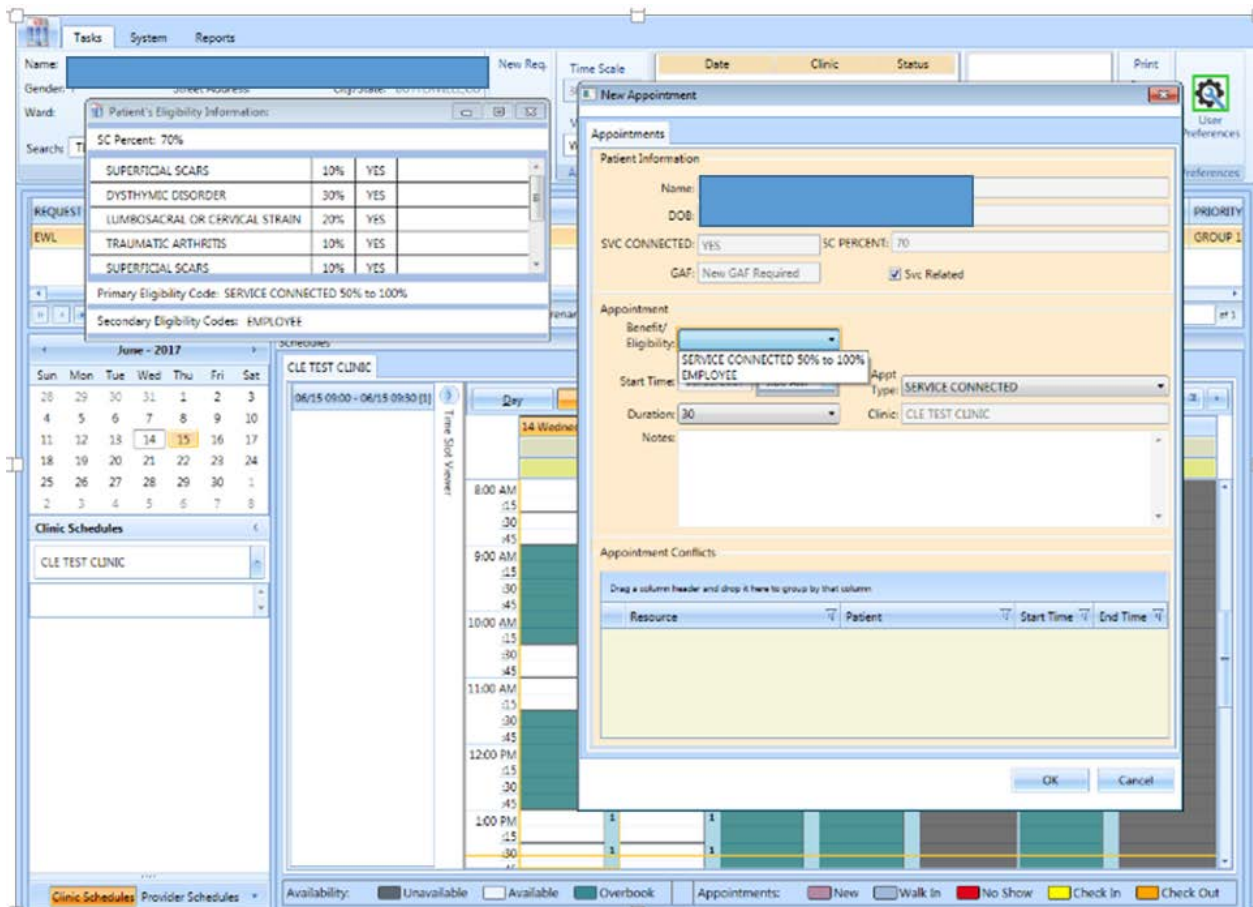 Tasks System Reports
Name:
New Req.
Time Scale
Date Clinic Status
Print
Gender:
Ward:
Search:
User
Preferences
Preferences
Patient's Eligibility Information:
SC Percent: 70%
SUPERFICIAL SCARS 10% YES
DYSTHYMIC DISORDER 30% YES
LUMBOSACRAL OR CERVICAL STRAIN 20% YES
TRAUMATIC ARTHRITIS 10% YES
SUPERFICIAL SCARS 10% YES
Primary Eligibility Code: SERVICE CONNECTED 50% to 100%
Secondary Eligibility Codes: EMPLOYEE
REQUEST
PRIORITY
EWL
GROUP 1
of 1
June - 2017
Sun Mon Tue Wed Thu Fri Sat
28 29 30 31 1 2 3
4 5 6 7 8 9 10
11 12 13 14 15 16 17
18 19 20 21 22 23 24
25 26 27 28 29 30 1
2 3 4 5 6 7 8
Clinic Schedules
CLE TEST CLINIC
Clinic Schedules Provider Schedules
Schedules
CLE TEST CLINIC
06/15 09:00 - 06/15 09:30 [1]
Time Slot Viewer
Day
8:00 AM
:15
:30
:45
9:00 AM
:15
:30
:45
10:00 AM
:15
:30
:45
11:00 AM
:15
:30
:45
12:00 PM
:15
:30
:45
1:00 PM
:15
:30
1 1
1 1
New Appointment
Appointments
Patient Information
Name:
DOB:
SVC CONNECTED: YES SC PERCENT: 70
GAF: New GAF Required Svc Related
Appointment
Benefit/
Eligibility:
SERVICE CONNECTED 50% to 100%
EMPLOYEE
Start Time:
Appt
Type: SERVICE CONNECTED
Duration: 30 Clinic: CLE TEST CLINIC
Notes:
Appointment Conflicts
Drag a column header and drop it here to group by that column
Resource Patient Start Time End Time
OK Cancel
Availability: Unavailable Available Overbook Appointments: New Walk In No Show Check In Check Out